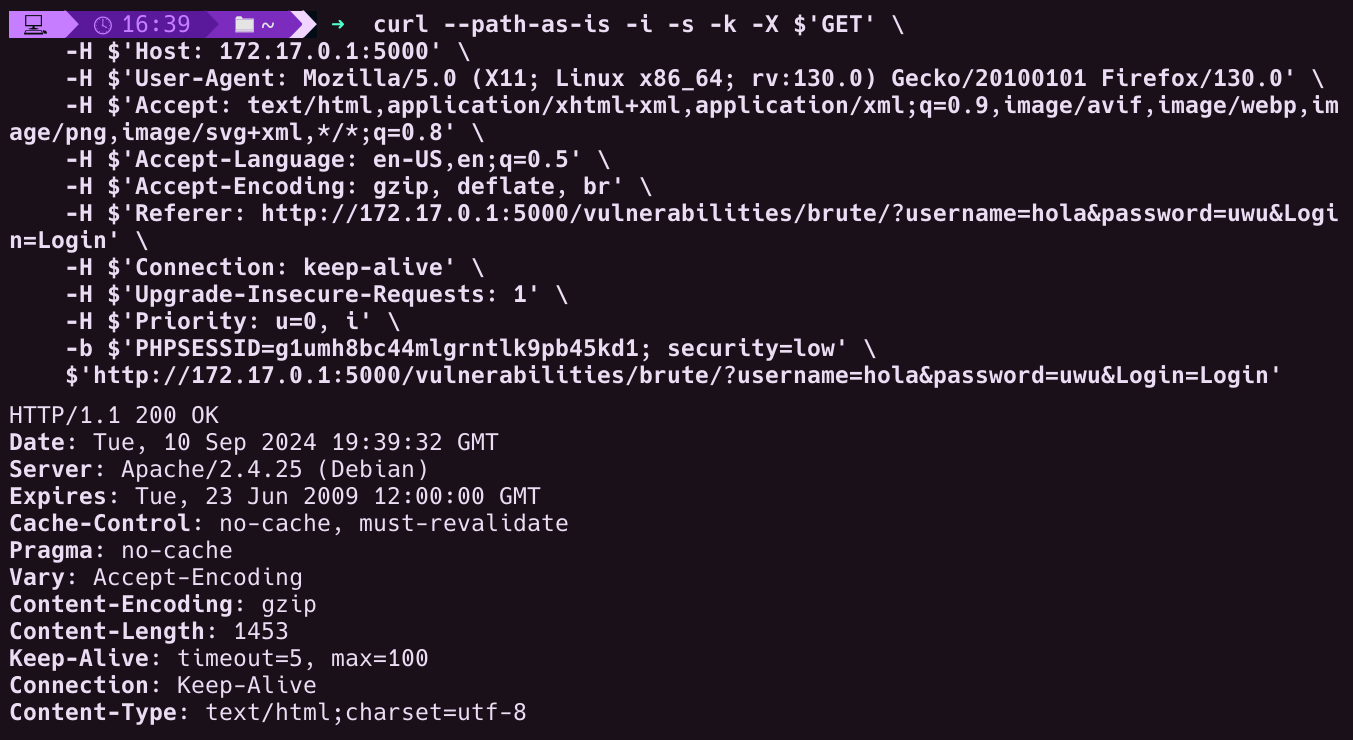 16:39 ~ → curl --path-as-is -i -s -k -X $'GET' \
-H $'Host: 172.17.0.1:5000' \
-H $'User-Agent: Mozilla/5.0 (X11; Linux x86_64; rv:130.0) Gecko/20100101 Firefox/130.0' \
-H $'Accept: text/html,application/xhtml+xml,application/xml;q=0.9,image/avif,image/webp,im
age/png,image/svg+xml,*/*;q=0.8' \
-H $'Accept-Language: en-US,en;q=0.5' \
-H $'Accept-Encoding: gzip, deflate, br' \
-H $'Referer: http://172.17.0.1:5000/vulnerabilities/brute/?username=hola&password=uwu&Logi
n=Login' \
-H $'Connection: keep-alive' \
-H $'Upgrade-Insecure-Requests: 1' \
-H $'Priority: u=0, i' \
-b $'PHPSESSID=g1umh8bc44mlgrntlk9pb45kd1; security=low' \
$'http://172.17.0.1:5000/vulnerabilities/brute/?username=hola&password=uwu&Login=Login'
HTTP/1.1 200 OK
Date: Tue, 10 Sep 2024 19:39:32 GMT
Server: Apache/2.4.25 (Debian)
Expires: Tue, 23 Jun 2009 12:00:00 GMT
Cache-Control: no-cache, must-revalidate
Pragma: no-cache
Vary: Accept-Encoding
Content-Encoding: gzip
Content-Length: 1453
Keep-Alive: timeout=5, max=100
Connection: Keep-Alive
Content-Type: text/html;charset=utf-8